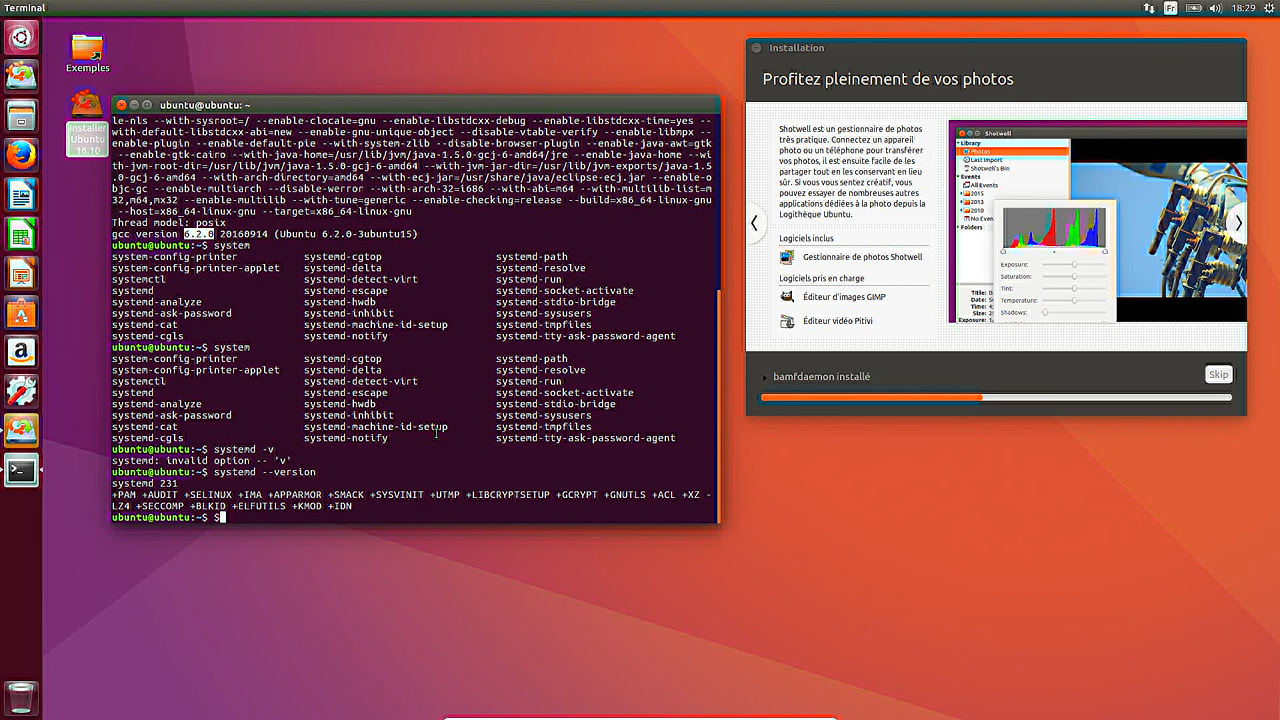 Terminal
Fr
18:29
Exemples
Installer
Ubuntu
16.10
ubuntu@ubuntu: ~
le-nls --with-sysroot=/ --enable-clocale=gnu --enable-libstdcxx-debug --enable-libstdcxx-time=yes --
with-default-libstdcxx-abi=new --enable-gnu-unique-object --disable-vtable-verify --enable-libmpx --
enable-plugin --enable-default-pie --with-system-zlib --disable-browser-plugin --enable-java-awt=gtk
--enable-gtk-cairo --with-java-home=/usr/lib/jvm/java-1.5.0-gcj-6-amd64/jre --enable-java-home --wi
th-jvm-root-dir=/usr/lib/jvm/java-1.5.0-gcj-6-amd64 --with-jvm-jar-dir=/usr/lib/jvm-exports/java-1.5
.0-gcj-6-amd64 --with-arch-directory=amd64 --with-ecj-jar=/usr/share/java/eclipse-ecj.jar --enable-o
bjc-gc --enable-multiarch --disable-werror --with-arch-32=i686 --with-abi=m64 --with-multilib-list=m
32,m64,mx32 --enable-multilib --with-tune=generic --enable-checking=release --build=x86_64-linux-gnu
--host=x86_64-linux-gnu --target=x86_64-linux-gnu
Thread model: posix
gcc version 6.2.0 20160914 (Ubuntu 6.2.0-3ubuntu15)
ubuntu@ubuntu:~$ system
system-config-printer systemd-cgtop systemd-path
system-config-printer-applet systemd-delta systemd-resolve
systemctl systemd-detect-virt systemd-run
systemd systemd-escape systemd-socket-activate
systemd-analyze systemd-hwdb systemd-stdio-bridge
systemd-ask-password systemd-inhibit systemd-sysusers
systemd-cat systemd-machine-id-setup systemd-tmpfiles
systemd-cgls systemd-notify systemd-tty-ask-password-agent
ubuntu@ubuntu:~$ system
system-config-printer systemd-cgtop systemd-path
system-config-printer-applet systemd-delta systemd-resolve
systemctl systemd-detect-virt systemd-run
systemd systemd-escape systemd-socket-activate
systemd-analyze systemd-hwdb systemd-stdio-bridge
systemd-ask-password systemd-inhibit systemd-sysusers
systemd-cat systemd-machine-id-setup systemd-tmpfiles
systemd-cgls systemd-notify systemd-tty-ask-password-agent
ubuntu@ubuntu:~$ systemd -v
systemd: invalid option -- 'v'
ubuntu@ubuntu:~$ systemd --version
systemd 231
+PAM +AUDIT +SELINUX +IMA +APPARMOR +SMACK +SYSVINIT +UTMP +LIBCRYPTSETUP +GCRYPT +GNUTLS +ACL +XZ -
LZ4 +SECCOMP +BLKID +ELFUTILS +KMOD +IDN
ubuntu@ubuntu:~$ $
Installation
Profitez pleinement de vos photos
Shotwell est un gestionnaire de photos
très pratique. Connectez un appareil
photo ou un téléphone pour transférer
vos photos, il est ensuite facile de les
partager tout en les conservant en lieu
sûr. Si vous vous sentez créatif, vous
pouvez essayer de nombreuses autres
applications dédiées à la photo depuis la
Logithèque Ubuntu.
Logiciels inclus
Gestionnaire de photos Shotwell
Logiciels pris en charge
Éditeur d'images GIMP
Éditeur vidéo Pitivi
Shotwell
Library
Photos
Last Import
Shotwell's Bin
Events
All Events
2015
2013
2010
No Even
Folders
Exposure:
Saturation:
Tint:
Temperature:
Shadows:
bamfdaemon installé
Skip